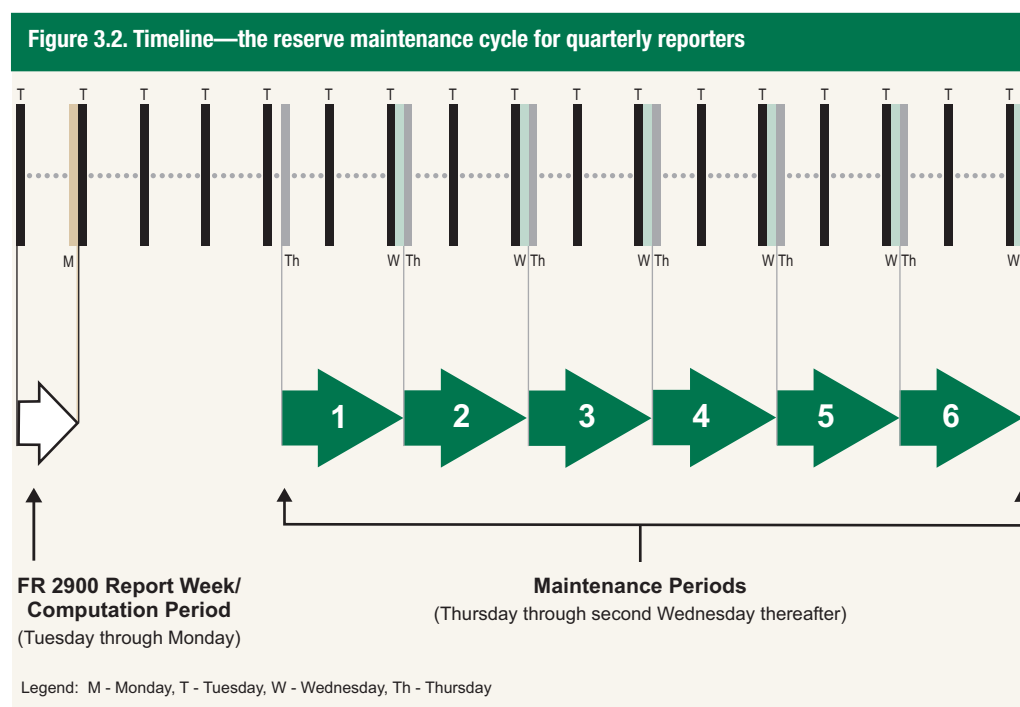 Figure 3.2. Timeline—the reserve maintenance cycle for quarterly reporters
T T T T T T T T T T T T T T T T T
M Th W Th W Th W Th W Th W Th W
1 2 3 4 5 6
FR 2900 Report Week/
Computation Period
(Tuesday through Monday)
Maintenance Periods
(Thursday through second Wednesday thereafter)
Legend: M - Monday, T - Tuesday, W - Wednesday, Th - Thursday